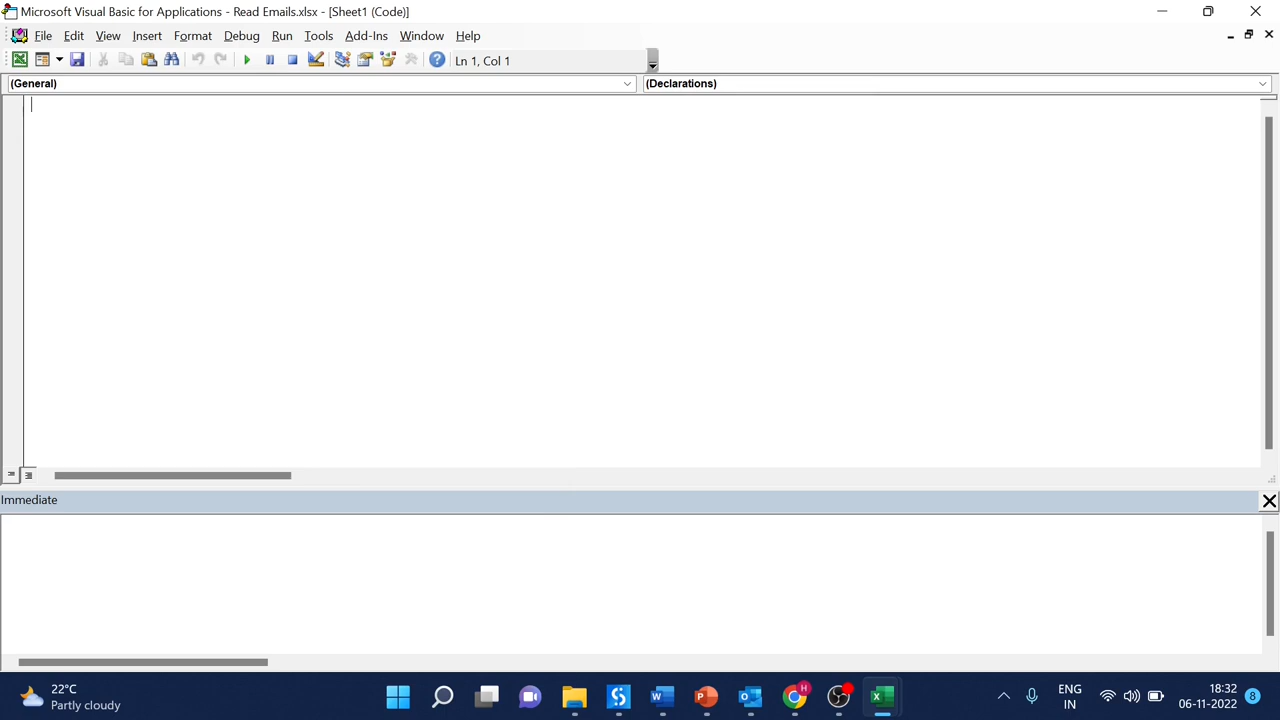 Microsoft Visual Basic for Applications - Read Emails.xlsx - [Sheet1 (Code)]
File Edit View Insert Format Debug Run Tools Add-Ins Window Help
Ln 1, Col 1
(General) (Declarations)
Immediate
22°C
Partly cloudy
ENG
IN
18:32
06-11-2022
8